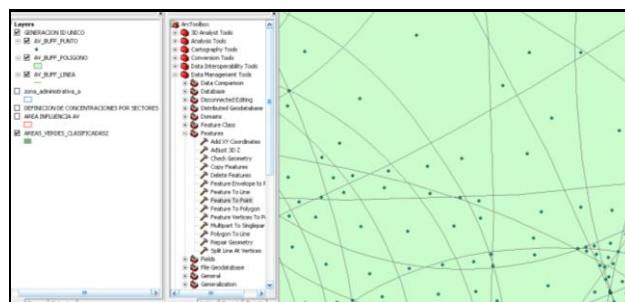 Layers
GENERACION ID UNICO
AV_BUFF_PUNTO
AV_BUFF_POLIGONO
AV_BUFF_LINEA
zona_administrativa_a
DEFINICION DE CONCENTRACIONES POR SECTORES
AREA INFLUENCIA AV
AREAS_VERDES_CLASIFICADAS2
ArcToolbox
3D Analyst Tools
Analysis Tools
Cartography Tools
Conversion Tools
Data Interoperability Tools
Data Management Tools
Data Comparison
Database
Disconnected Editing
Distributed Geodatabase
Domains
Feature Class
Features
Add XY Coordinates
Adjust 3D Z
Check Geometry
Copy Features
Delete Features
Feature Envelope to P
Feature To Line
Feature To Point
Feature To Polygon
Feature Vertices To P
Multipart To Singlepar
Polygon To Line
Repair Geometry
Split Line At Vertices
Fields
File Geodatabase
General
Generalization